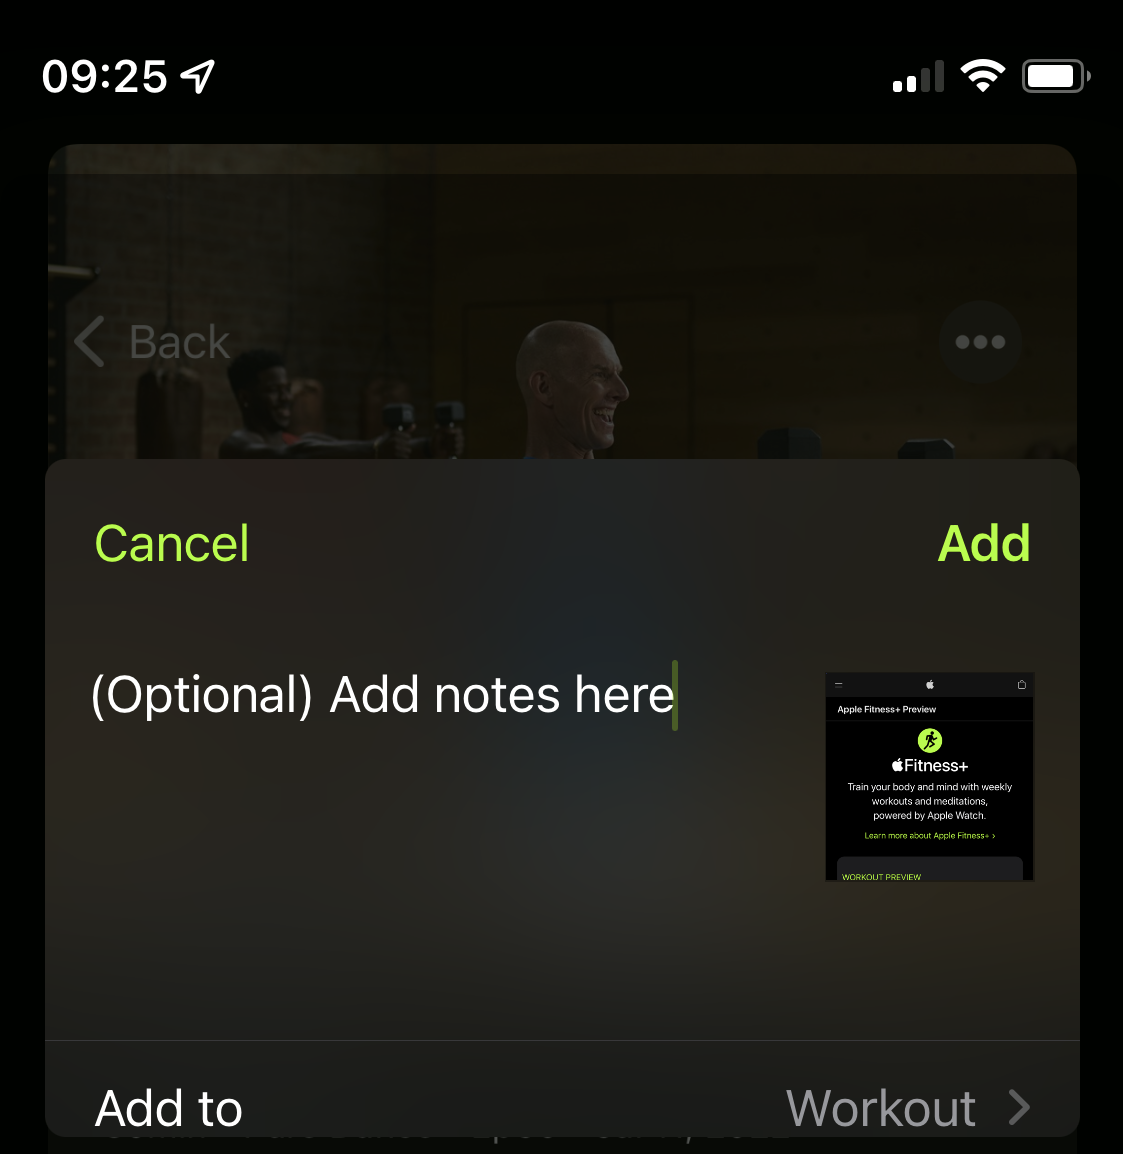 09:25
Back
Cancel
Add
(Optional) Add notes here
Apple Fitness+ Preview
Fitness+
Train your body and mind with weekly
workouts and meditations,
powered by Apple Watch.
Learn more about Apple Fitness+ >
WORKOUT PREVIEW
Add to
Workout